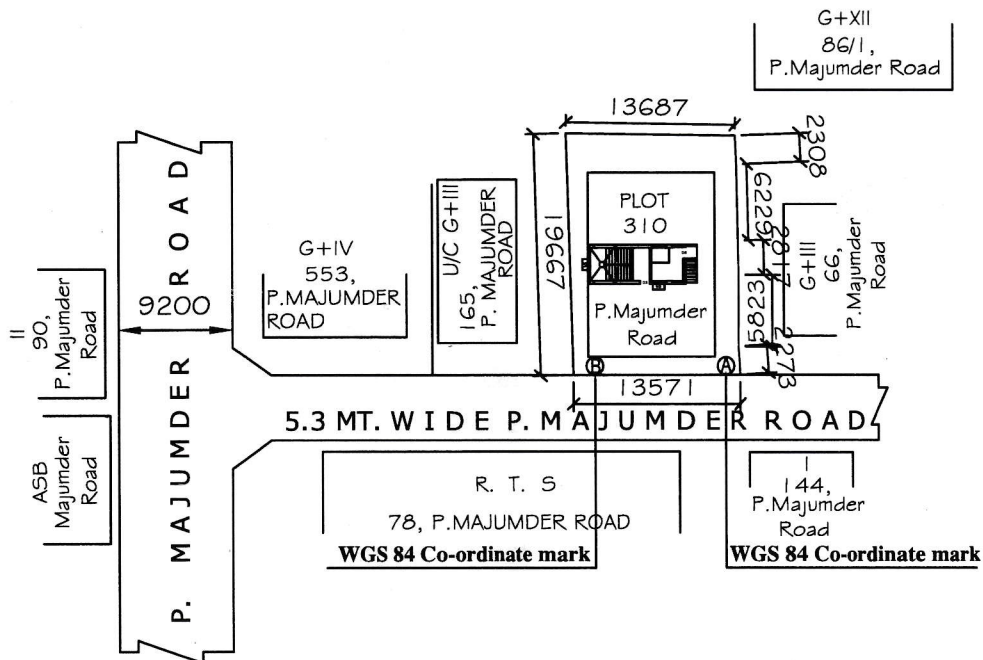 G+XII
86/1,
P.Majumder Road
13687
2308
P. MAJUMDER ROAD
U/C G+III
165,
P. MAJUMDER
ROAD
19667
PLOT
310
P.Majumder
Road
6229
2817
5823
2273
G+III
66,
P.Majumder
Road
G+IV
553,
P.MAJUMDER
ROAD
II
90,
P.Majumder
Road
9200
B
A
13571
5.3 MT. WIDE P. MAJUMDER ROAD
ASB
Majumder
Road
R. T. S
78, P.MAJUMDER ROAD
I
144,
P.Majumder
Road
WGS 84 Co-ordinate mark
WGS 84 Co-ordinate mark